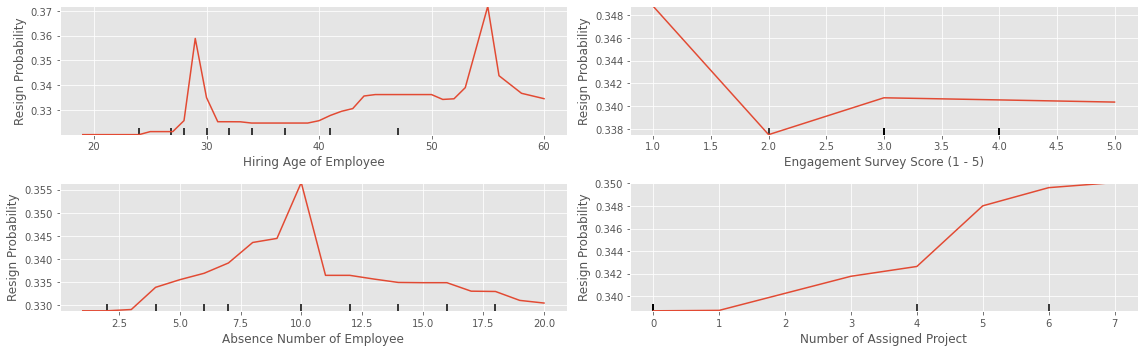 Resign Probability
0.37
0.36
0.35
0.34
0.33
20 30 40 50 60
Hiring Age of Employee
Resign Probability
0.348
0.346
0.344
0.342
0.340
0.338
1.0 1.5 2.0 2.5 3.0 3.5 4.0 4.5 5.0
Engagement Survey Score (1 - 5)
Resign Probability
0.355
0.350
0.345
0.340
0.335
0.330
2.5 5.0 7.5 10.0 12.5 15.0 17.5 20.0
Absence Number of Employee
Resign Probability
0.350
0.348
0.346
0.344
0.342
0.340
0 1 2 3 4 5 6 7
Number of Assigned Project